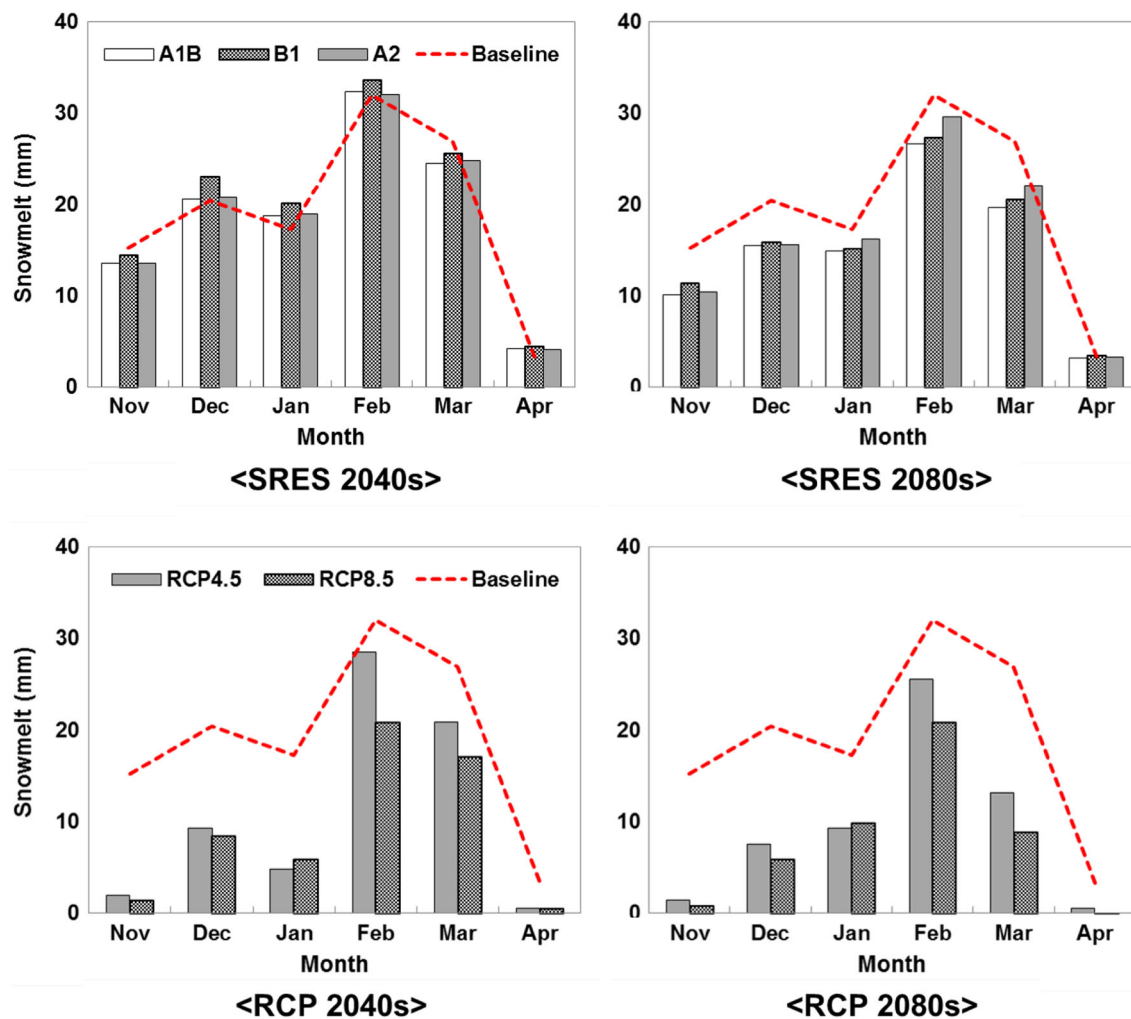 40
A1B B1 A2 Baseline
30
20
10
0
Snowmelt (mm)
Nov Dec Jan Feb Mar Apr
Month
<SRES 2040s>
40
30
20
10
0
Nov Dec Jan Feb Mar Apr
Month
<SRES 2080s>
40
RCP4.5 RCP8.5 Baseline
30
20
10
0
Snowmelt (mm)
Nov Dec Jan Feb Mar Apr
Month
<RCP 2040s>
40
30
20
10
0
Nov Dec Jan Feb Mar Apr
Month
<RCP 2080s>